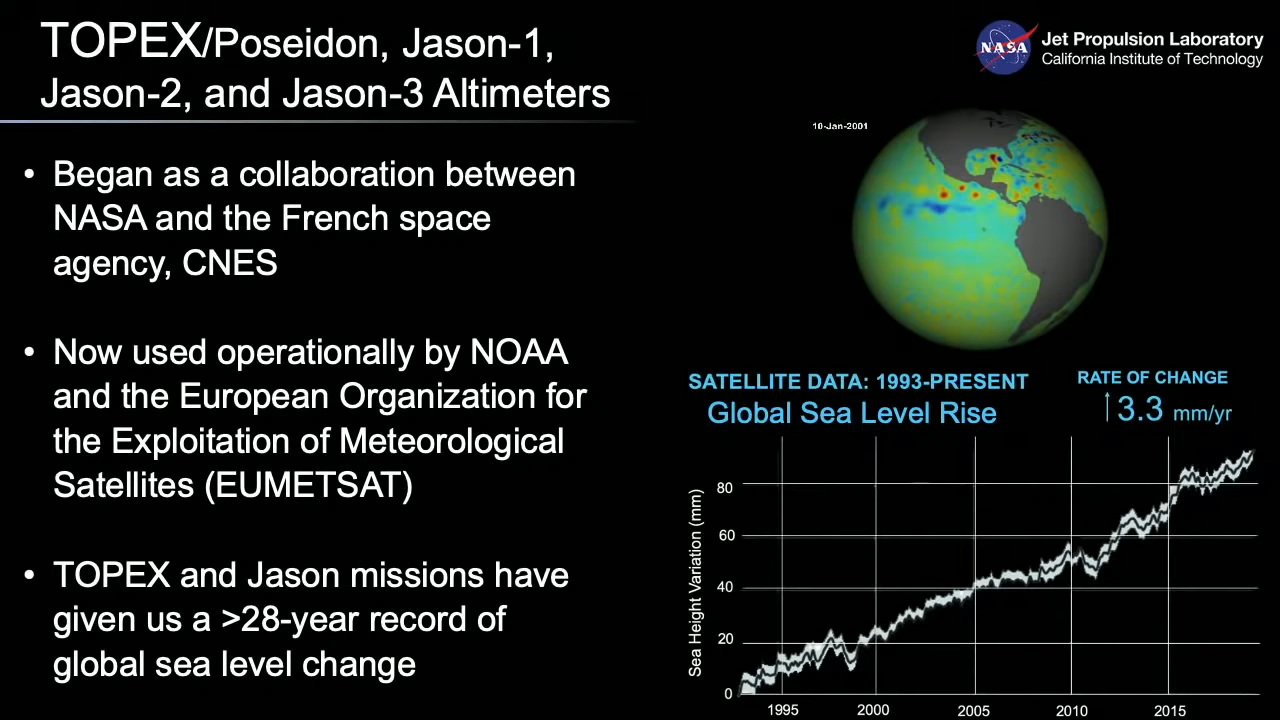 TOPEX/Poseidon, Jason-1,
Jason-2, and Jason-3 Altimeters
NASA
Jet Propulsion Laboratory
California Institute of Technology
• Began as a collaboration between
NASA and the French space
agency, CNES
• Now used operationally by NOAA
and the European Organization for
the Exploitation of Meteorological
Satellites (EUMETSAT)
• TOPEX and Jason missions have
given us a >28-year record of
global sea level change
10-Jan-2001
SATELLITE DATA: 1993-PRESENT
Global Sea Level Rise
RATE OF CHANGE
↑3.3 mm/yr
Sea Height Variation (mm)
80
60
40
20
0
1995 2000 2005 2010 2015